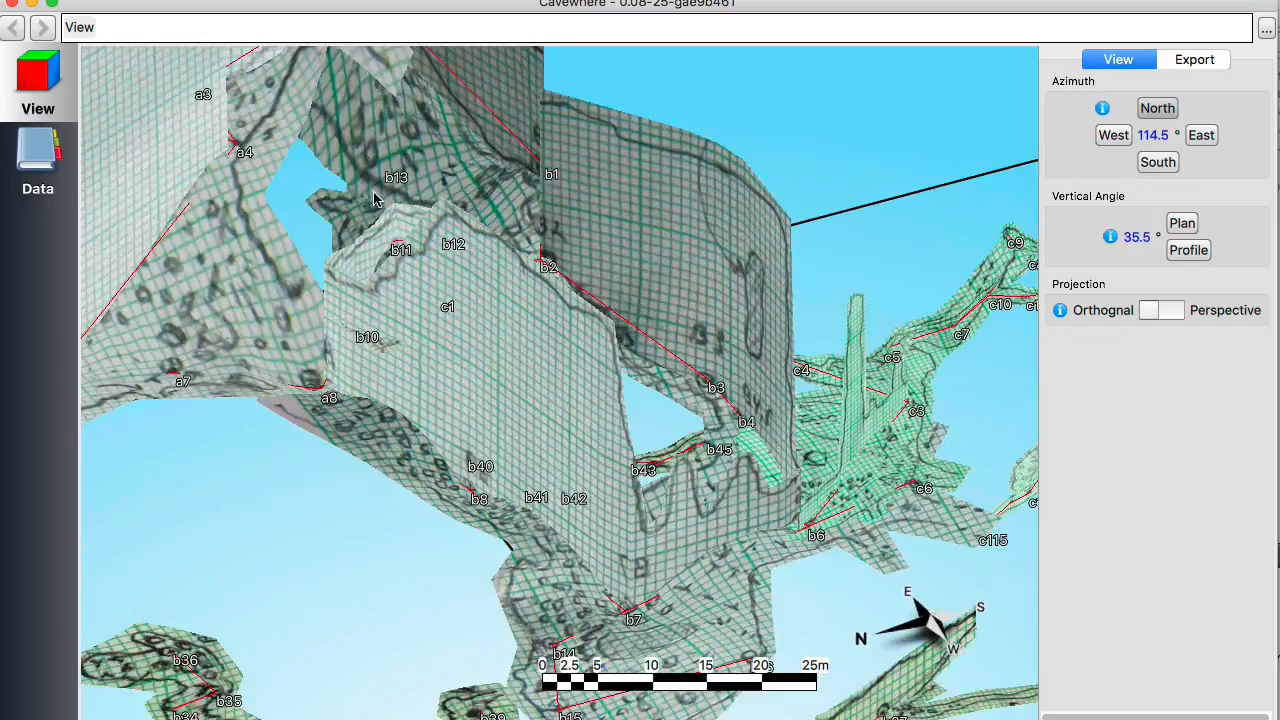 Cavewhere - 0.08-25-gae9b461
View
...
View
Data
View Export
Azimuth
North
West 114.5 ° East
South
Vertical Angle
Plan
35.5 °
Profile
Projection
Orthognal Perspective
a3
a4
b13
b1
b11
b12
b2
c9
c10
c1
c7
b10
c5
c4
a7
b3
a8
c3
b4
b45
b40
b43
c6
b8
b41
b42
b6
c115
b7
E
S
N
W
b14
0 2.5 5 10 15 20 25m
b36
b35
b34
b15